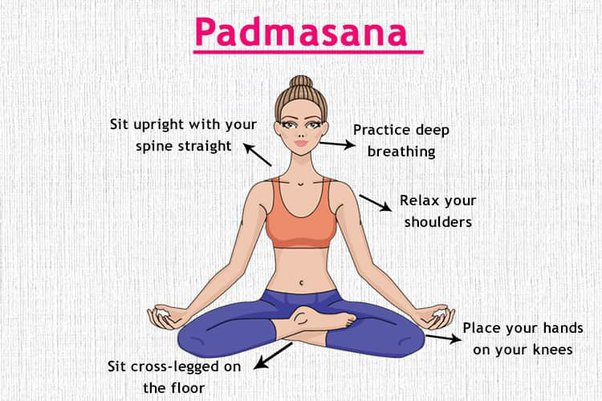 Padmasana
Sit upright with your
spine straight
Practice deep
breathing
Relax your
shoulders
Place your hands
on your knees
Sit cross-legged on
the floor